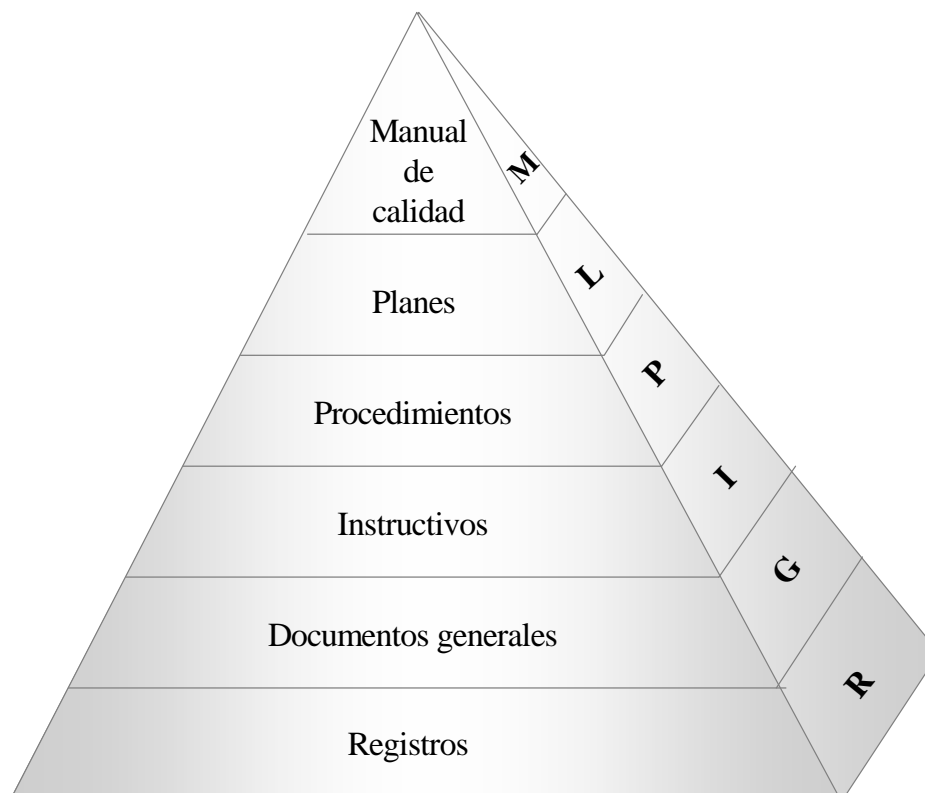 Manual
de
calidad
M
Planes
L
Procedimientos
P
Instructivos
I
Documentos generales
G
Registros
R